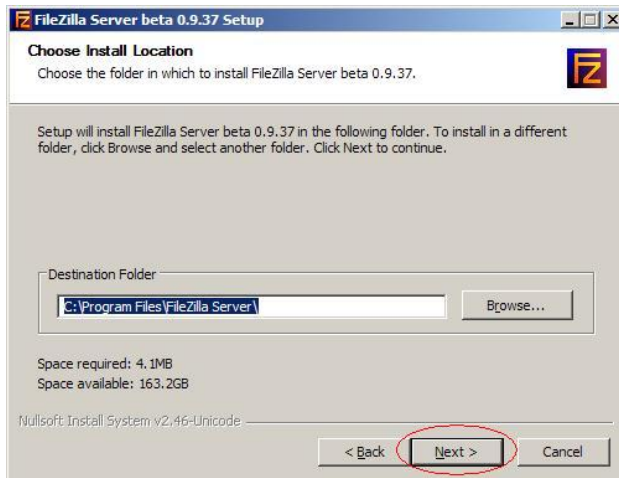 FileZilla Server beta 0.9.37 Setup
Choose Install Location
Choose the folder in which to install FileZilla Server beta 0.9.37.
FZ
Setup will install FileZilla Server beta 0.9.37 in the following folder. To install in a different
folder, click Browse and select another folder. Click Next to continue.
Destination Folder
C:\Program Files\FileZilla Server\
Browse...
Space required: 4.1MB
Space available: 163.2GB
Nullsoft Install System v2.46-Unicode
< Back
Next >
Cancel